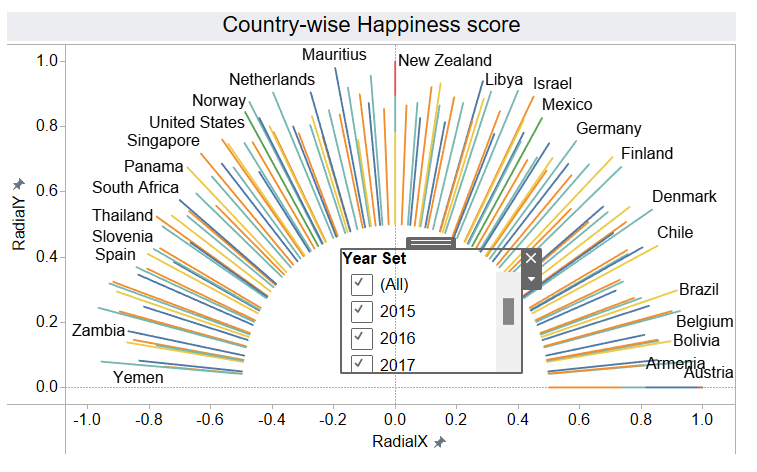 Country-wise Happiness score
Mauritius
New Zealand
Netherlands
Libya
Israel
Norway
Mexico
United States
Germany
Singapore
Finland
Panama
South Africa
Denmark
Thailand
Chile
Slovenia
Spain
Brazil
Zambia
Belgium
Bolivia
Armenia
Austria
Yemen
Year Set
(All)
2015
2016
2017
RadialY
1.0
0.8
0.6
0.4
0.2
0.0
-1.0 -0.8 -0.6 -0.4 -0.2 0.0 0.2 0.4 0.6 0.8 1.0
RadialX